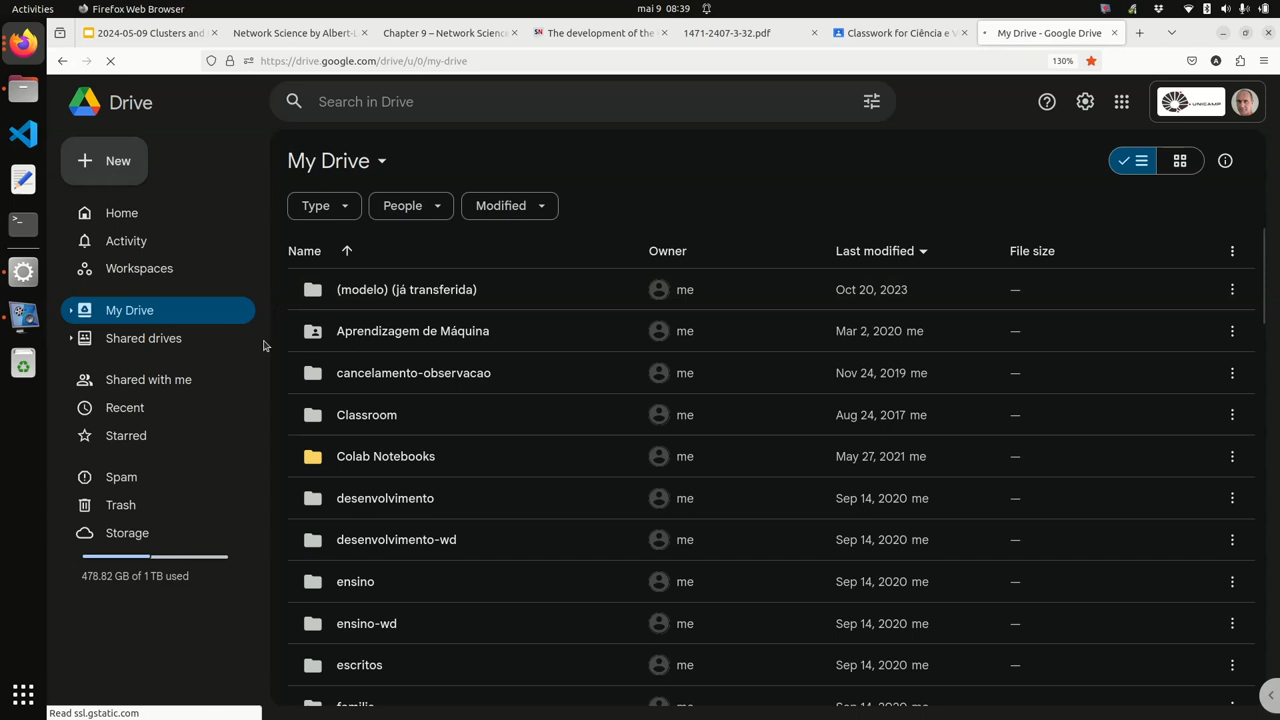 Activities Firefox Web Browser mai 9 08:39
2024-05-09 Clusters and Network Science by Albert-L Chapter 9 – Network Scienc The development of the 1471-2407-3-32.pdf Classwork for Ciência e V My Drive - Google Drive
https://drive.google.com/drive/u/0/my-drive 130%
Drive Search in Drive UNICAMP
New
My Drive
Type People Modified
Home
Activity
Workspaces
My Drive
Shared drives
Shared with me
Recent
Starred
Spam
Trash
Storage
478.82 GB of 1 TB used
Name Owner Last modified File size
(modelo) (já transferida) me Oct 20, 2023 —
Aprendizagem de Máquina me Mar 2, 2020 me —
cancelamento-observacao me Nov 24, 2019 me —
Classroom me Aug 24, 2017 me —
Colab Notebooks me May 27, 2021 me —
desenvolvimento me Sep 14, 2020 me —
desenvolvimento-wd me Sep 14, 2020 me —
ensino me Sep 14, 2020 me —
ensino-wd me Sep 14, 2020 me —
escritos me Sep 14, 2020 me —
Read ssl.gstatic.com